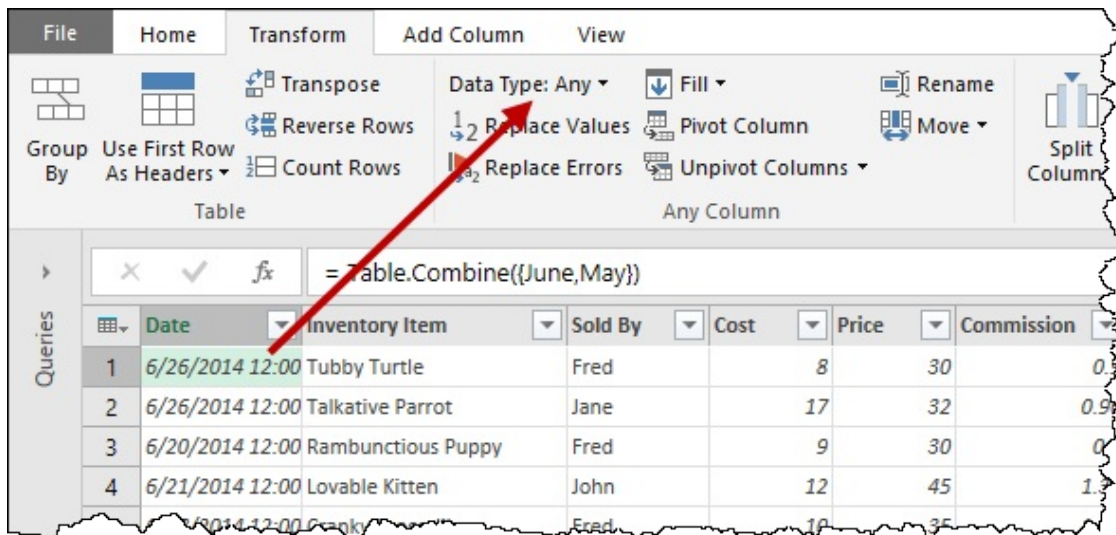 File Home Transform Add Column View
Transpose Data Type: Any Fill Rename
Reverse Rows Replace Values Pivot Column Move
Group By Use First Row As Headers Count Rows Replace Errors Unpivot Columns Split Column
Table Any Column
fx = Table.Combine({June,May})
Queries
Date Inventory Item Sold By Cost Price Commission
1 6/26/2014 12:00 Tubby Turtle Fred 8 30
2 6/26/2014 12:00 Talkative Parrot Jane 17 32
3 6/20/2014 12:00 Rambunctious Puppy Fred 9 30
4 6/21/2014 12:00 Lovable Kitten John 12 45
Fred